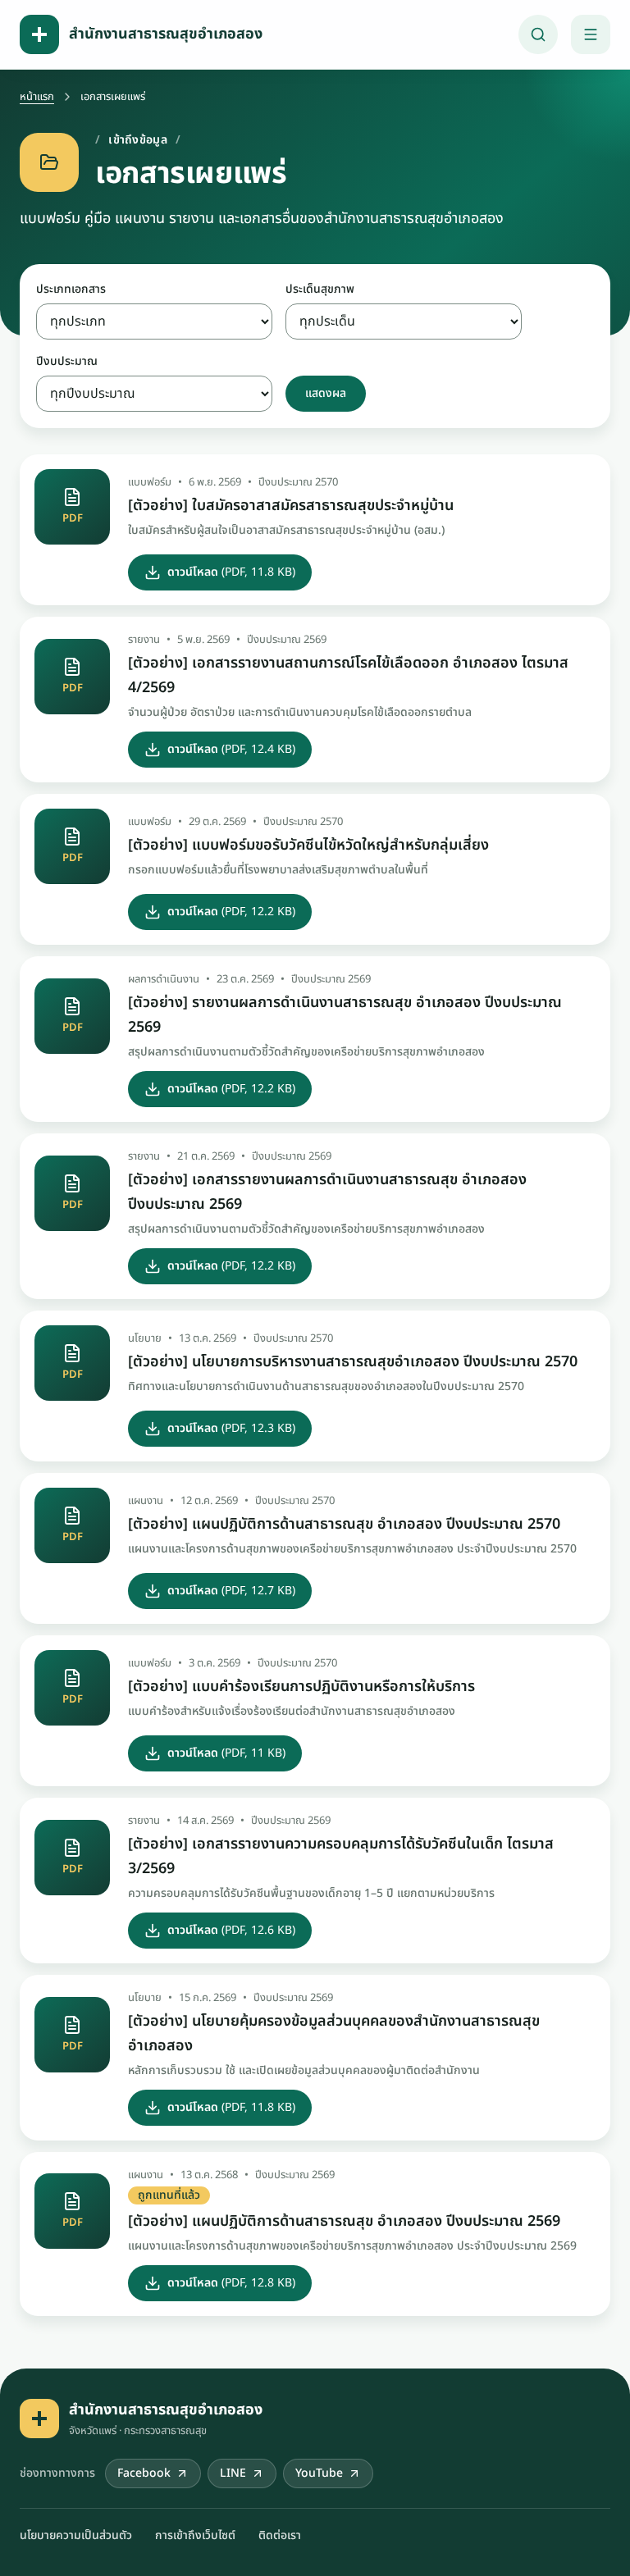 สำนักงานสาธารณสุขอำเภอสอง
หน้าแรก > เอกสารเผยแพร่
/ เข้าถึงข้อมูล /
เอกสารเผยแพร่
แบบฟอร์ม คู่มือ แผนงาน รายงาน และเอกสารอื่นของสำนักงานสาธารณสุขอำเภอสอง
ประเภทเอกสาร ประเด็นสุขภาพ
ทุกประเภท ทุกประเด็น
ปีงบประมาณ
ทุกปีงบประมาณ แสดงผล
แบบฟอร์ม • 6 พ.ย. 2569 • ปีงบประมาณ 2570
[ตัวอย่าง] ใบสมัครอาสาสมัครสาธารณสุขประจำหมู่บ้าน
PDF
ใบสมัครสำหรับผู้สนใจเป็นอาสาสมัครสาธารณสุขประจำหมู่บ้าน (อสม.)
ดาวน์โหลด (PDF, 11.8 KB)
รายงาน • 5 พ.ย. 2569 • ปีงบประมาณ 2569
[ตัวอย่าง] เอกสารรายงานสถานการณ์โรคไข้เลือดออก อำเภอสอง ไตรมาส
4/2569
PDF
จำนวนผู้ป่วย อัตราป่วย และการดำเนินงานควบคุมโรคไข้เลือดออกรายตำบล
ดาวน์โหลด (PDF, 12.4 KB)
แบบฟอร์ม • 29 ต.ค. 2569 • ปีงบประมาณ 2570
[ตัวอย่าง] แบบฟอร์มขอรับวัคซีนไข้หวัดใหญ่สำหรับกลุ่มเสี่ยง
PDF
กรอกแบบฟอร์มแล้วยื่นที่โรงพยาบาลส่งเสริมสุขภาพตำบลในพื้นที่
ดาวน์โหลด (PDF, 12.2 KB)
ผลการดำเนินงาน • 23 ต.ค. 2569 • ปีงบประมาณ 2569
[ตัวอย่าง] รายงานผลการดำเนินงานสาธารณสุข อำเภอสอง ปีงบประมาณ
2569
PDF
สรุปผลการดำเนินงานตามตัวชี้วัดสำคัญของเครือข่ายบริการสุขภาพอำเภอสอง
ดาวน์โหลด (PDF, 12.2 KB)
รายงาน • 21 ต.ค. 2569 • ปีงบประมาณ 2569
[ตัวอย่าง] เอกสารรายงานผลการดำเนินงานสาธารณสุข อำเภอสอง
ปีงบประมาณ 2569
PDF
สรุปผลการดำเนินงานตามตัวชี้วัดสำคัญของเครือข่ายบริการสุขภาพอำเภอสอง
ดาวน์โหลด (PDF, 12.2 KB)
นโยบาย • 13 ต.ค. 2569 • ปีงบประมาณ 2570
[ตัวอย่าง] นโยบายการบริหารงานสาธารณสุขอำเภอสอง ปีงบประมาณ 2570
PDF
ทิศทางและนโยบายการดำเนินงานด้านสาธารณสุขของอำเภอสองในปีงบประมาณ 2570
ดาวน์โหลด (PDF, 12.3 KB)
แผนงาน • 12 ต.ค. 2569 • ปีงบประมาณ 2570
[ตัวอย่าง] แผนปฏิบัติการด้านสาธารณสุข อำเภอสอง ปีงบประมาณ 2570
PDF
แผนงานและโครงการด้านสุขภาพของเครือข่ายบริการสุขภาพอำเภอสอง ประจำปีงบประมาณ 2570
ดาวน์โหลด (PDF, 12.7 KB)
แบบฟอร์ม • 3 ต.ค. 2569 • ปีงบประมาณ 2570
[ตัวอย่าง] แบบคำร้องเรียนการปฏิบัติงานหรือการให้บริการ
PDF
แบบคำร้องสำหรับแจ้งเรื่องร้องเรียนต่อสำนักงานสาธารณสุขอำเภอสอง
ดาวน์โหลด (PDF, 11 KB)
รายงาน • 14 ส.ค. 2569 • ปีงบประมาณ 2569
[ตัวอย่าง] เอกสารรายงานความครอบคลุมการได้รับวัคซีนในเด็ก ไตรมาส
3/2569
PDF
ความครอบคลุมการได้รับวัคซีนพื้นฐานของเด็กอายุ 1–5 ปี แยกตามหน่วยบริการ
ดาวน์โหลด (PDF, 12.6 KB)
นโยบาย • 15 ก.ค. 2569 • ปีงบประมาณ 2569
[ตัวอย่าง] นโยบายคุ้มครองข้อมูลส่วนบุคคลของสำนักงานสาธารณสุข
อำเภอสอง
PDF
หลักการเก็บรวบรวม ใช้ และเปิดเผยข้อมูลส่วนบุคคลของผู้มาติดต่อสำนักงาน
ดาวน์โหลด (PDF, 11.8 KB)
แผนงาน • 13 ต.ค. 2568 • ปีงบประมาณ 2569
ถูกแทนที่แล้ว
[ตัวอย่าง] แผนปฏิบัติการด้านสาธารณสุข อำเภอสอง ปีงบประมาณ 2569
PDF
แผนงานและโครงการด้านสุขภาพของเครือข่ายบริการสุขภาพอำเภอสอง ประจำปีงบประมาณ 2569
ดาวน์โหลด (PDF, 12.8 KB)
สำนักงานสาธารณสุขอำเภอสอง
จังหวัดแพร่ · กระทรวงสาธารณสุข
ช่องทางทางการ Facebook LINE YouTube
นโยบายความเป็นส่วนตัว การเข้าถึงเว็บไซต์ ติดต่อเรา